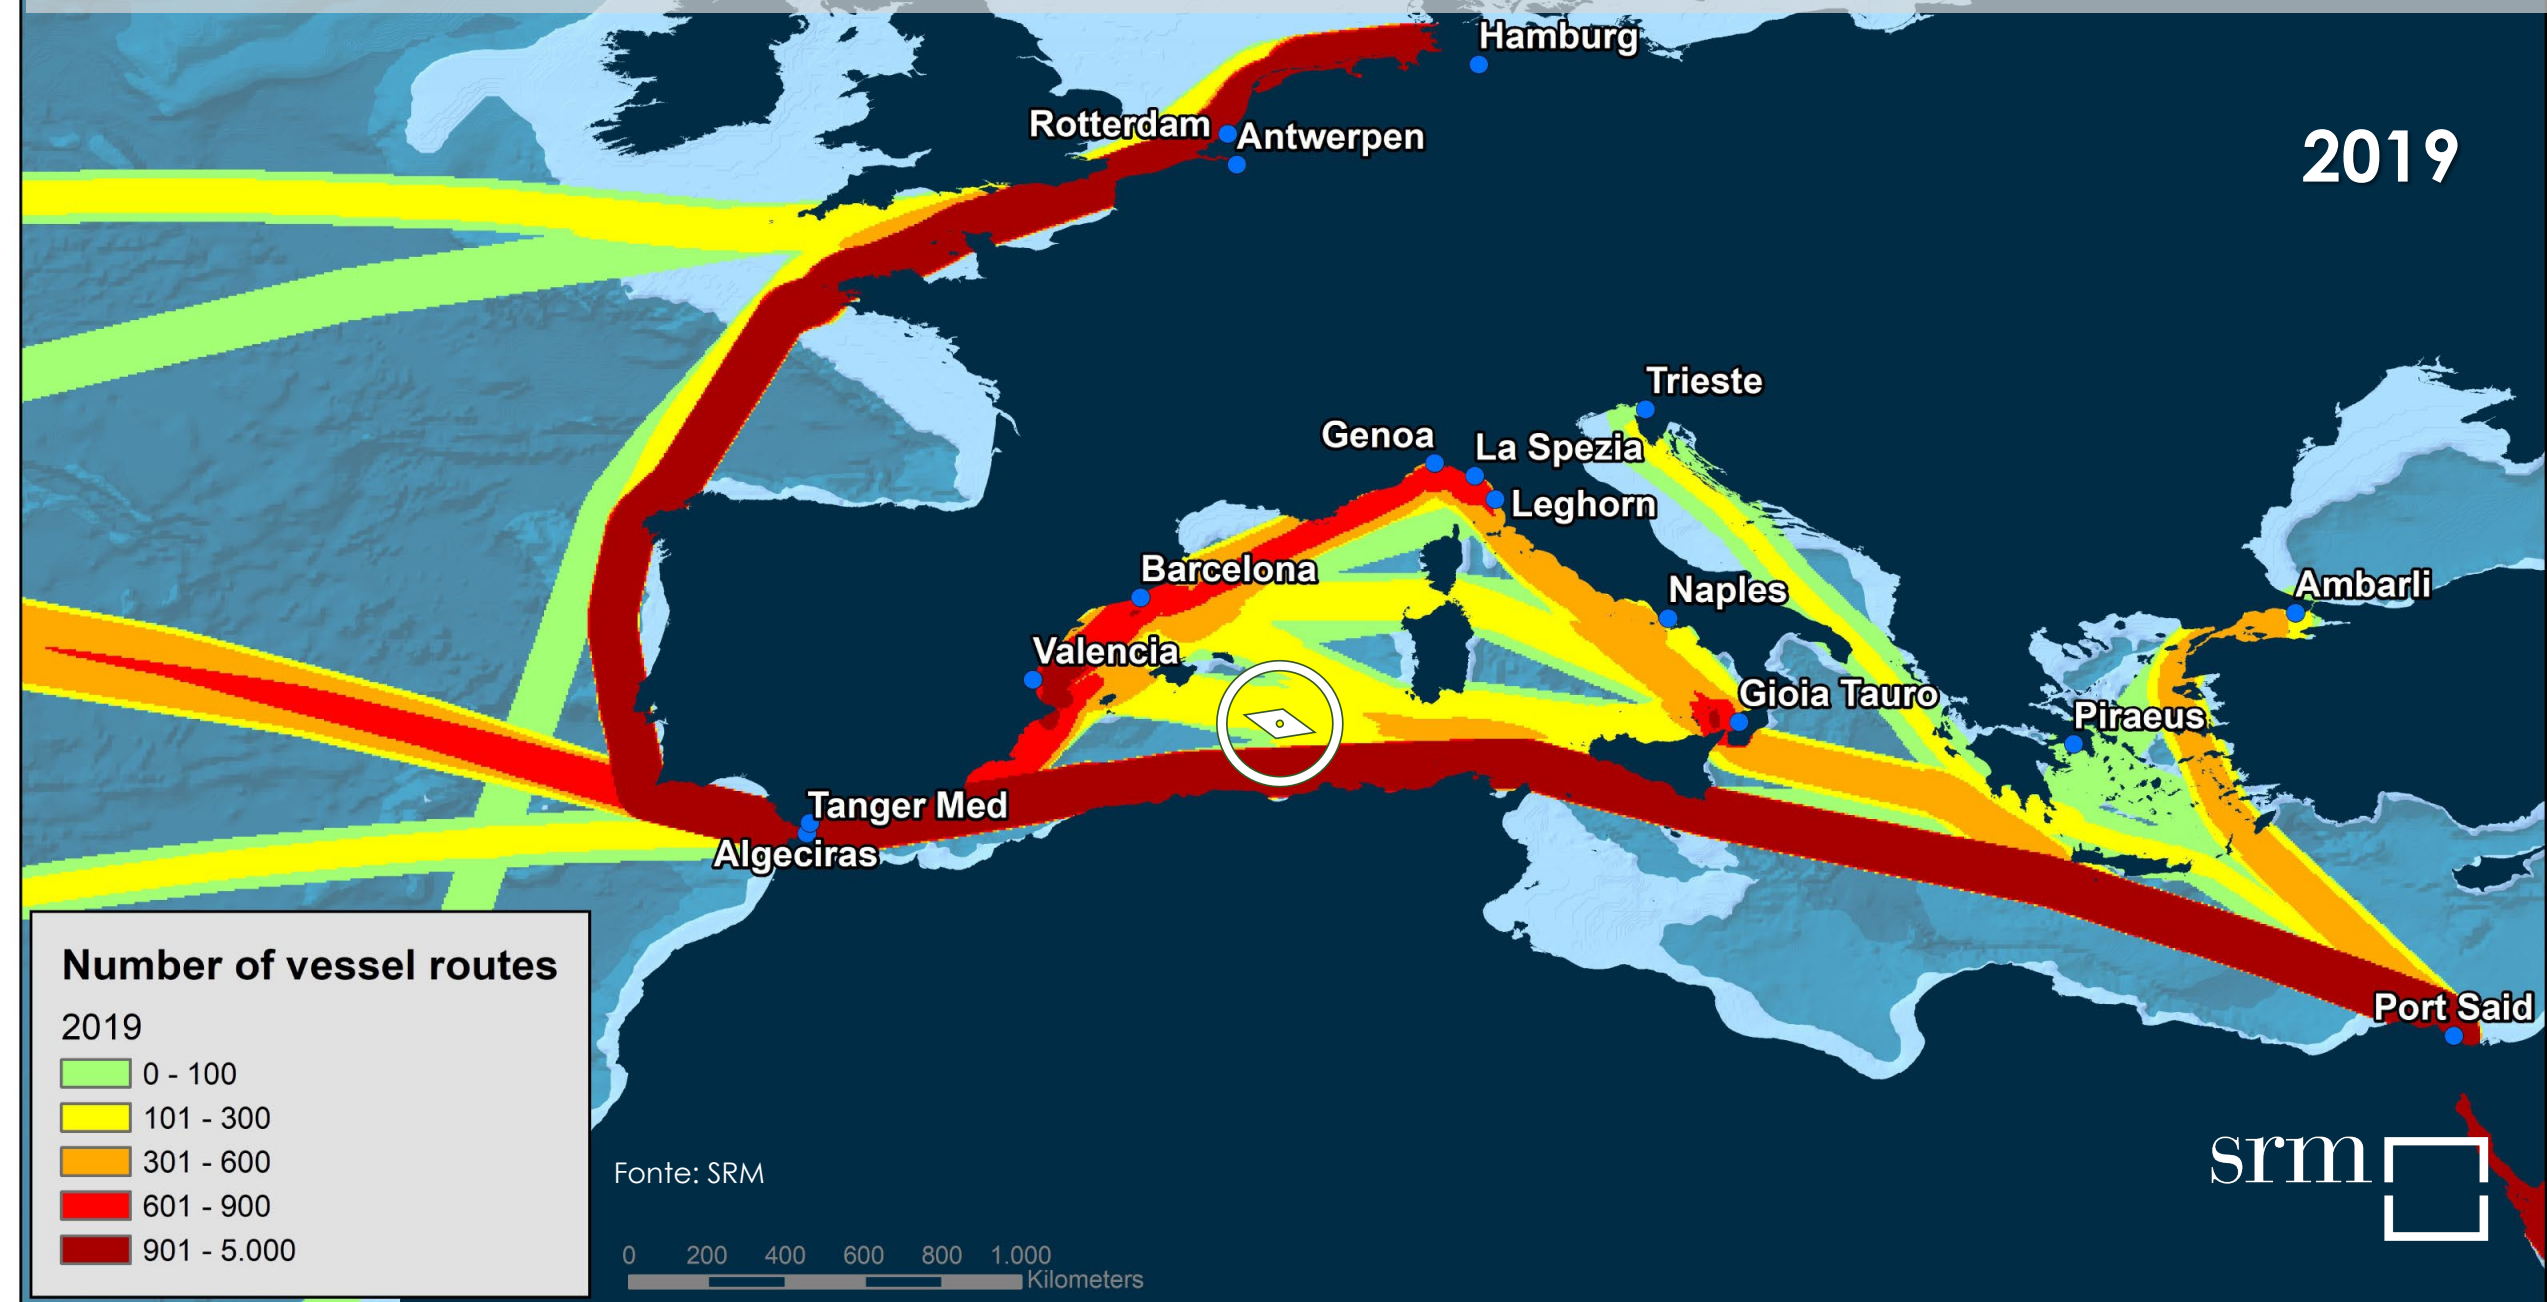 Hamburg
Rotterdam
Antwerpen
2019
Trieste
Genoa
La Spezia
Leghorn
Barcelona
Naples
Ambarli
Valencia
Gioia Tauro
Piraeus
Tanger Med
Algeciras
Port Said
Number of vessel routes
2019
0 - 100
101 - 300
301 - 600
601 - 900
901 - 5.000
Fonte: SRM
srm
0 200 400 600 800 1.000
Kilometers